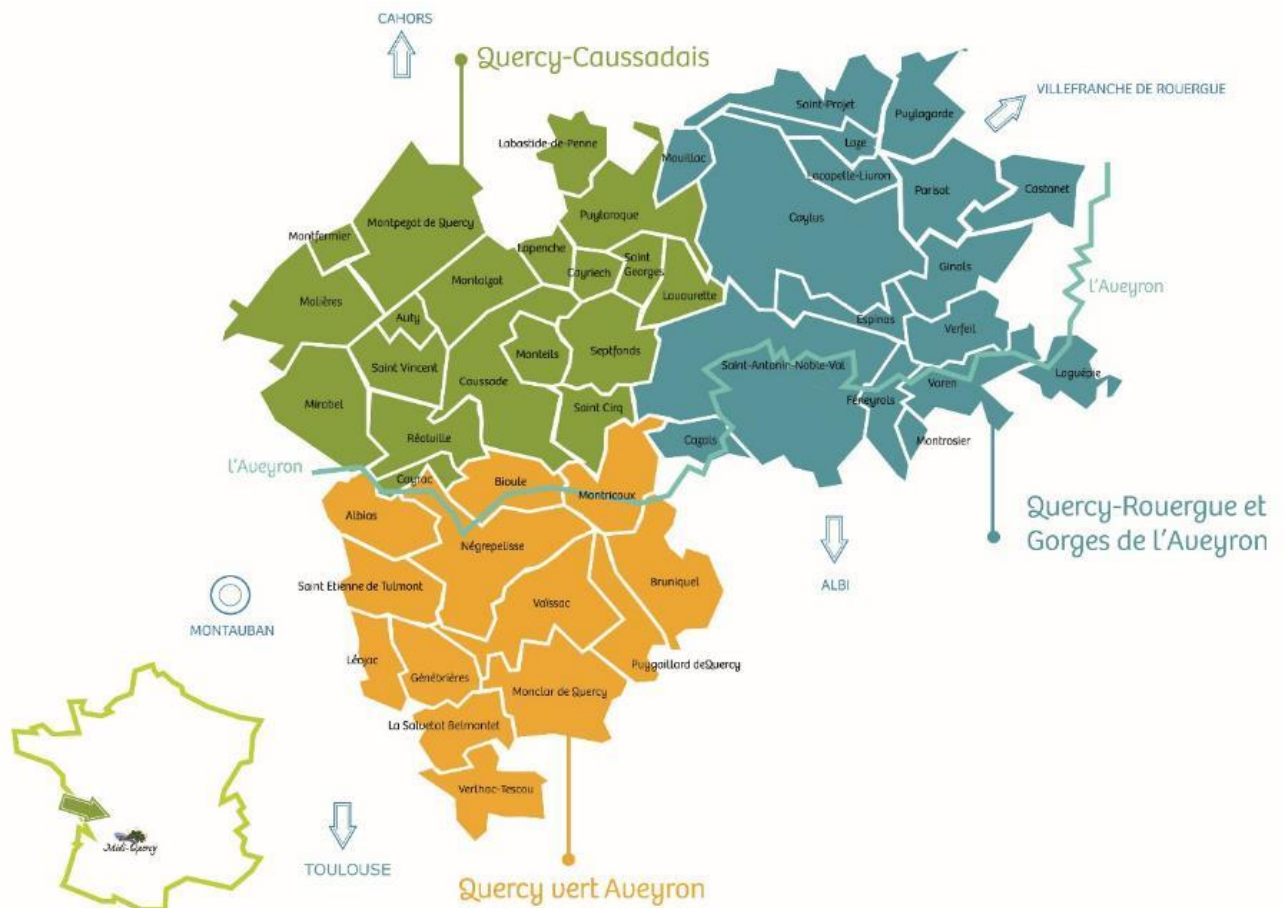 CAHORS
Quercy-Caussadais
VILLEFRANCHE DE ROUERGUE
Saint-Projet
Puylagarde
Labastide-de-Penne
Mouillac
Loze
Lacapelle-Livron
Parisot
Castanet
Montpezat de Quercy
Puylaroque
Caylus
Montfermier
Lapenche
Saint
Georges
Cayriech
Ginals
Montalzat
Lavaurette
l'Aveyron
Molières
Auty
Espinas
Verfeil
Monteils
Septfonds
Saint Vincent
Saint-Antonin-Noble-Val
Laguépie
Caussade
Varen
Mirabel
Saint Cirq
Féneyrols
Réalville
Cazals
Montrosier
l'Aveyron
Cayrac
Bioule
Montricoux
Quercy-Rouergue et
Gorges de l'Aveyron
Albias
Négrepelisse
Saint Etienne de Tulmont
Bruniquel
ALBI
Vaïssac
MONTAUBAN
Léojac
Génébrières
Puygaillard deQuercy
Monclar de Quercy
La Salvetat Belmontet
Verlhac-Tescou
Midi-Quercy
TOULOUSE
Quercy vert Aveyron